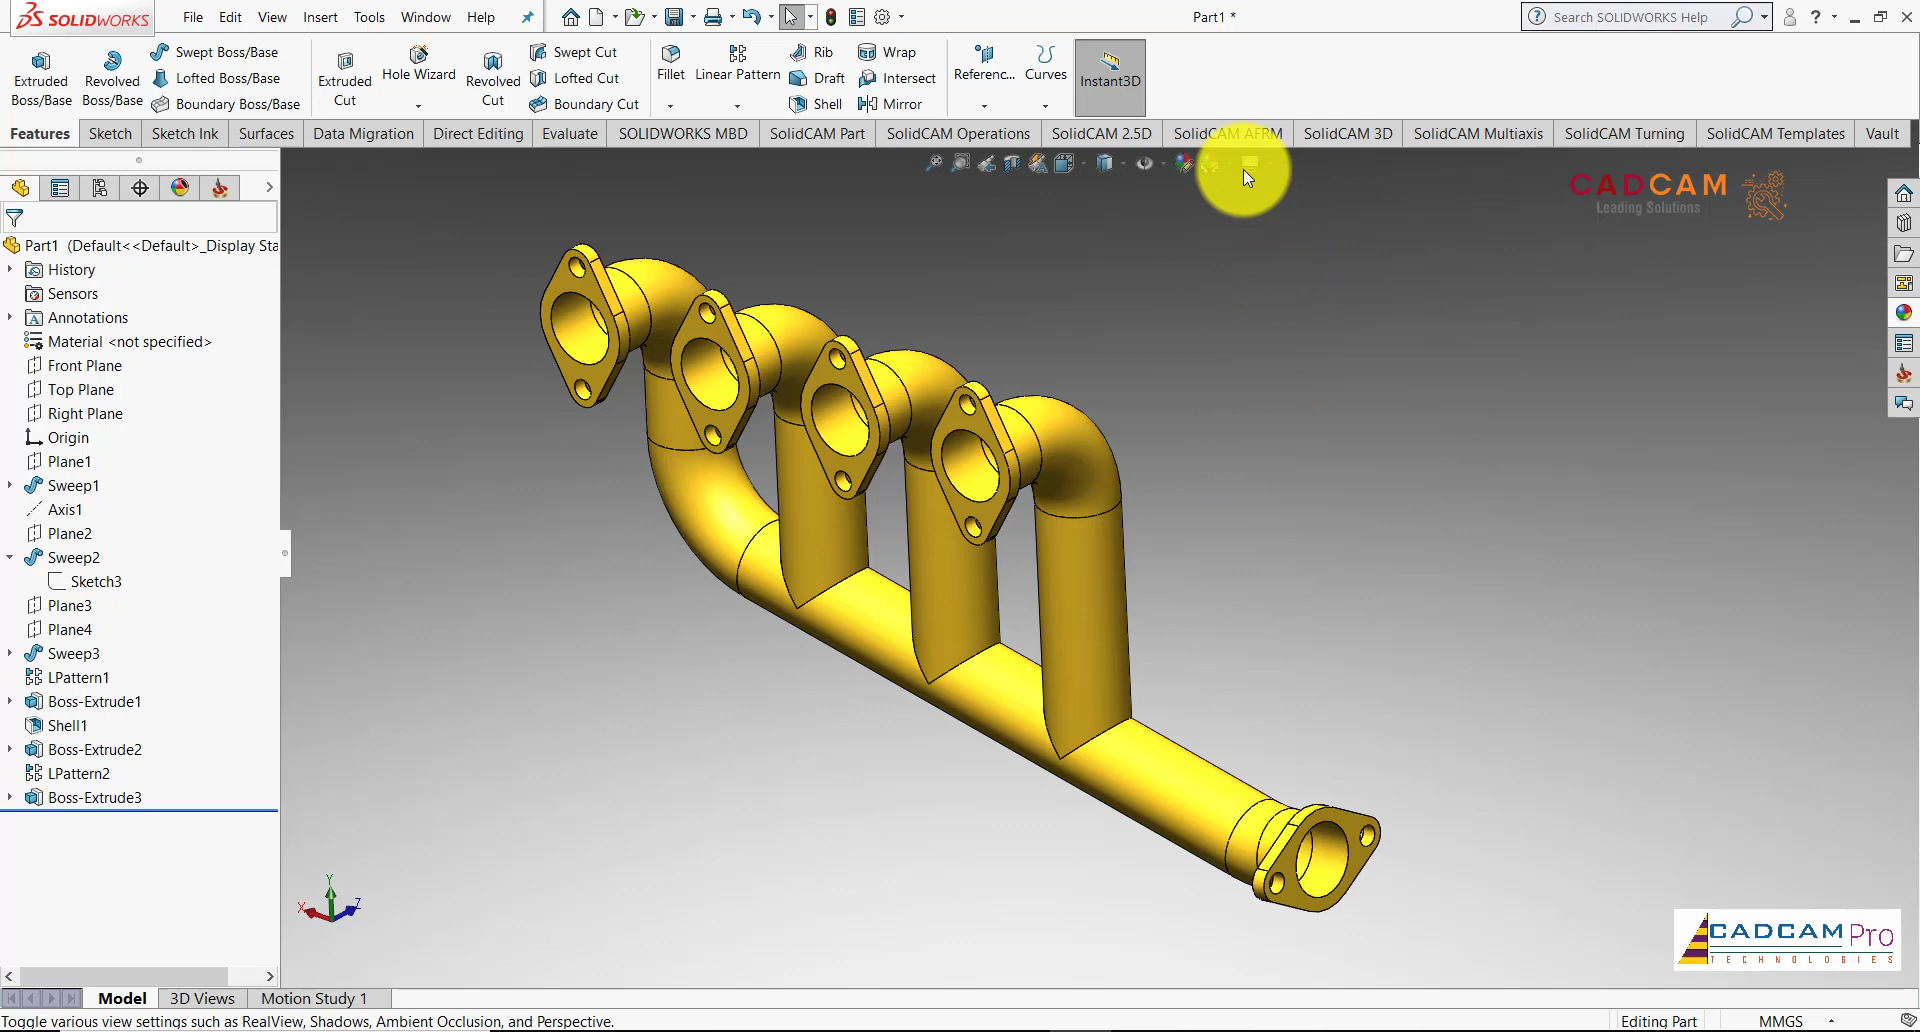 SOLIDWORKS
File Edit View Insert Tools Window Help
Part1 *
Search SOLIDWORKS Help
Extruded Boss/Base
Revolved Boss/Base
Swept Boss/Base
Lofted Boss/Base
Boundary Boss/Base
Extruded Cut
Hole Wizard
Revolved Cut
Swept Cut
Lofted Cut
Boundary Cut
Fillet
Linear Pattern
Rib
Draft
Shell
Wrap
Intersect
Mirror
Referenc...
Curves
Instant3D
Features Sketch Sketch Ink Surfaces Data Migration Direct Editing Evaluate SOLIDWORKS MBD SolidCAM Part SolidCAM Operations SolidCAM 2.5D SolidCAM AFRM SolidCAM 3D SolidCAM Multiaxis SolidCAM Turning SolidCAM Templates Vault
CADCAM
Leading Solutions
Part1 (Default<<Default>_Display Sta
History
Sensors
Annotations
Material <not specified>
Front Plane
Top Plane
Right Plane
Origin
Plane1
Sweep1
Axis1
Plane2
Sweep2
Sketch3
Plane3
Plane4
Sweep3
LPattern1
Boss-Extrude1
Shell1
Boss-Extrude2
LPattern2
Boss-Extrude3
Y
X
Z
CADCAM Pro
TECHNOLOGIES
Model 3D Views Motion Study 1
Toggle various view settings such as RealView, Shadows, Ambient Occlusion, and Perspective.
Editing Part MMGS